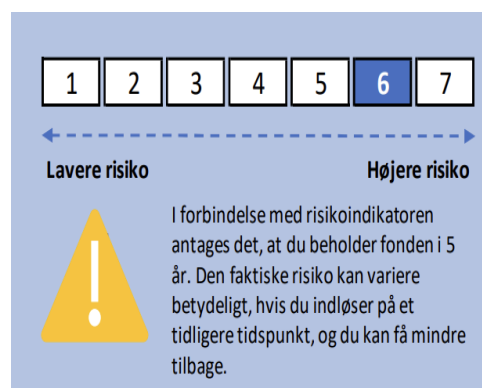 1 2 3 4 5 6 7
Lavere risiko Højere risiko
I forbindelse med risikoindikatoren
antages det, at du beholder fonden i 5
år. Den faktiske risiko kan variere
betydeligt, hvis du indløser på et
tidligere tidspunkt, og du kan få mindre
tilbage.